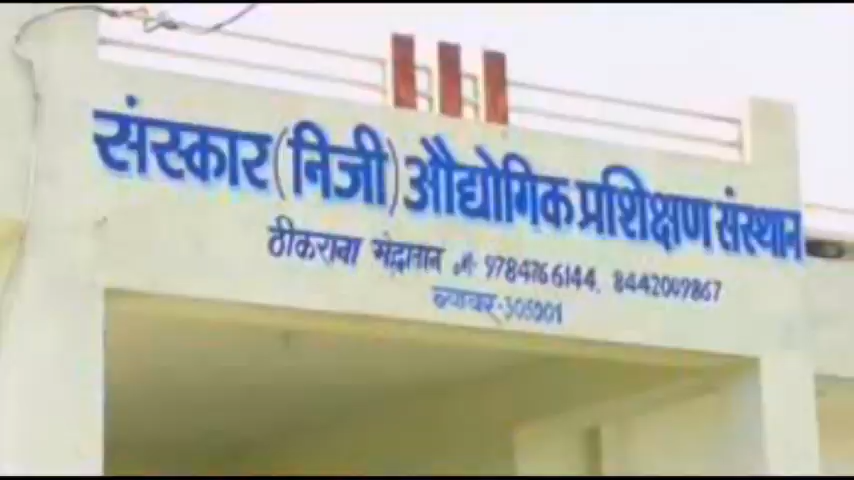 संस्कार (निजी) औद्योगिक प्रशिक्षण संस्थान
ठीकराना मेंद्रातान मो. 9784766144, 8442009867
ब्यावर-305901